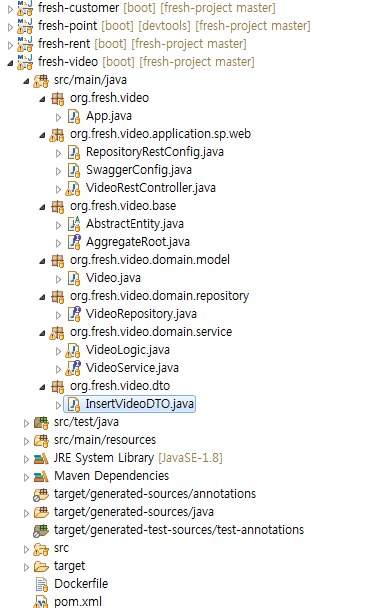 fresh-customer [boot] [fresh-project master]
fresh-point [boot] [devtools] [fresh-project master]
fresh-rent [boot] [fresh-project master]
fresh-video [boot] [fresh-project master]
src/main/java
org.fresh.video
App.java
org.fresh.video.application.sp.web
RepositoryRestConfig.java
SwaggerConfig.java
VideoRestController.java
org.fresh.video.base
AbstractEntity.java
AggregateRoot.java
org.fresh.video.domain.model
Video.java
org.fresh.video.domain.repository
VideoRepository.java
org.fresh.video.domain.service
VideoLogic.java
VideoService.java
org.fresh.video.dto
InsertVideoDTO.java
src/test/java
src/main/resources
JRE System Library [JavaSE-1.8]
Maven Dependencies
target/generated-sources/annotations
target/generated-sources/java
target/generated-test-sources/test-annotations
src
target
Dockerfile
pom.xml